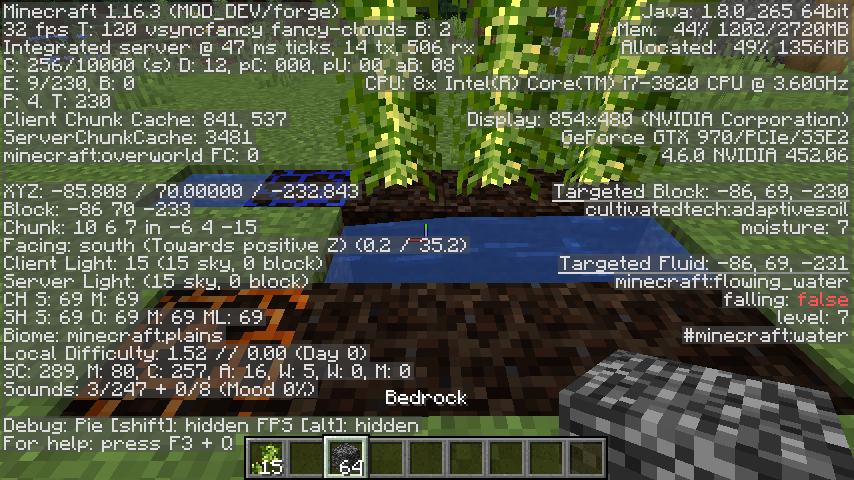 Minecraft 1.16.3 (MOD_DEV/forge)
32 fps T: 120 vsyncfancy fancy-clouds B: 2
Integrated server @ 47 ms ticks, 14 tx, 506 rx
C: 256/10000 (s) D: 12, pC: 000, pU: 00, aB: 08
E: 9/230, B: 0
P: 4. T: 230
Client Chunk Cache: 841, 537
ServerChunkCache: 3481
minecraft:overworld FC: 0
XYZ: -85.808 / 70.00000 / -232.843
Block: -86 70 -233
Chunk: 10 6 7 in -6 4 -15
Facing: south (Towards positive Z) (0.2 / 35.2)
Client Light: 15 (15 sky, 0 block)
Server Light: (15 sky, 0 block)
CH S: 69 M: 69
SH S: 69 O: 69 M: 69 ML: 69
Biome: minecraft:plains
Local Difficulty: 1.52 // 0.00 (Day 0)
SC: 289, M: 80, C: 257, A: 16, W: 5, W: 0, M: 0
Sounds: 3/247 + 0/8 (Mood 0%)
Debug: Pie [shift]: hidden FPS [alt]: hidden
For help: press F3 + Q
Java: 1.8.0_265 64bit
Mem: 44% 1202/2720MB
Allocated: 49% 1356MB
CPU: 8x Intel(R) Core(TM) i7-3820 CPU @ 3.60GHz
Display: 854x480 (NVIDIA Corporation)
GeForce GTX 970/PCIe/SSE2
4.6.0 NVIDIA 452.06
Targeted Block: -86, 69, -230
cultivatedtech:adaptivesoil
moisture: 7
Targeted Fluid: -86, 69, -231
minecraft:flowing_water
falling: false
level: 7
#minecraft:water
Bedrock
15
64